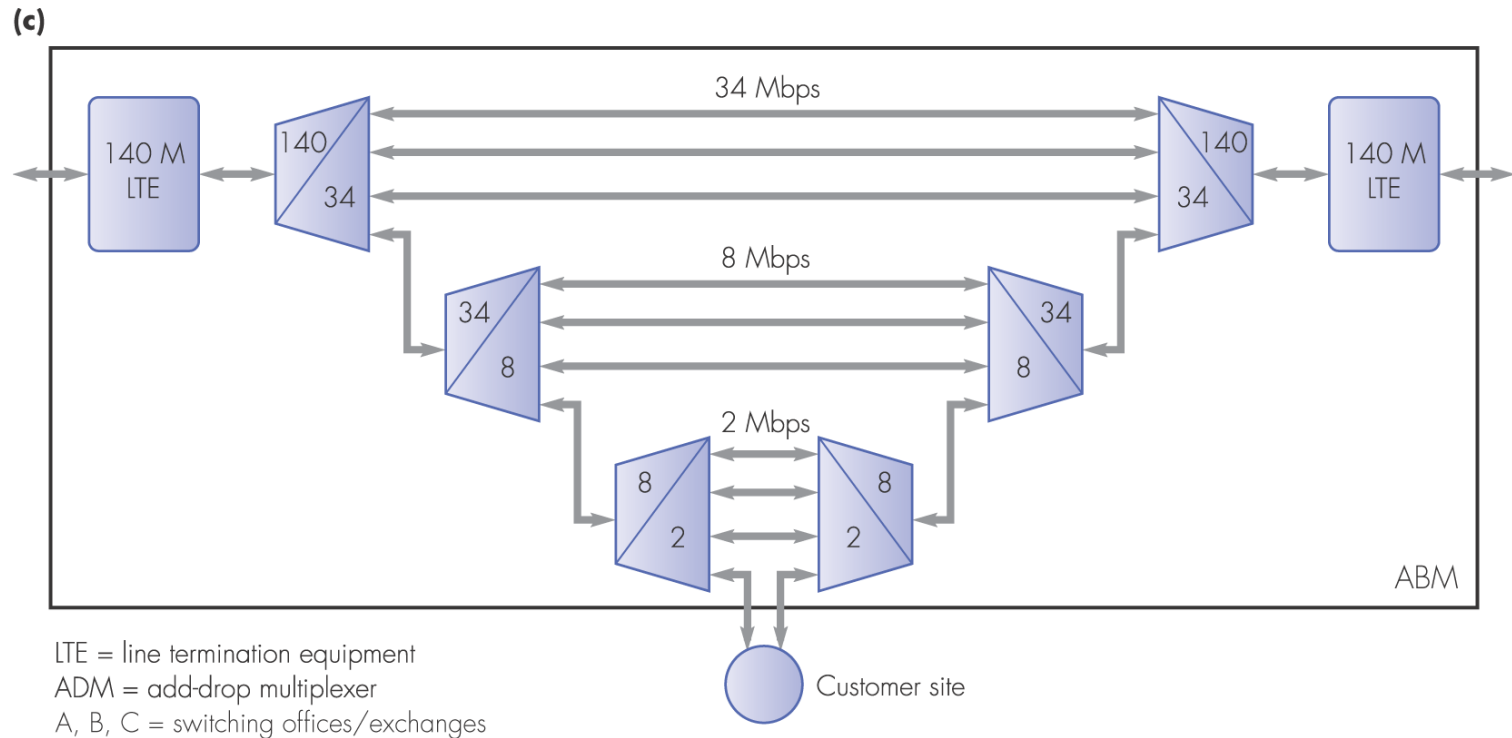 (c)
34 Mbps
140 M
LTE
140
34
140
34
140 M
LTE
8 Mbps
34
8
34
8
2 Mbps
8
2
8
2
ABM
LTE = line termination equipment
ADM = add-drop multiplexer
A, B, C = switching offices/exchanges
Customer site